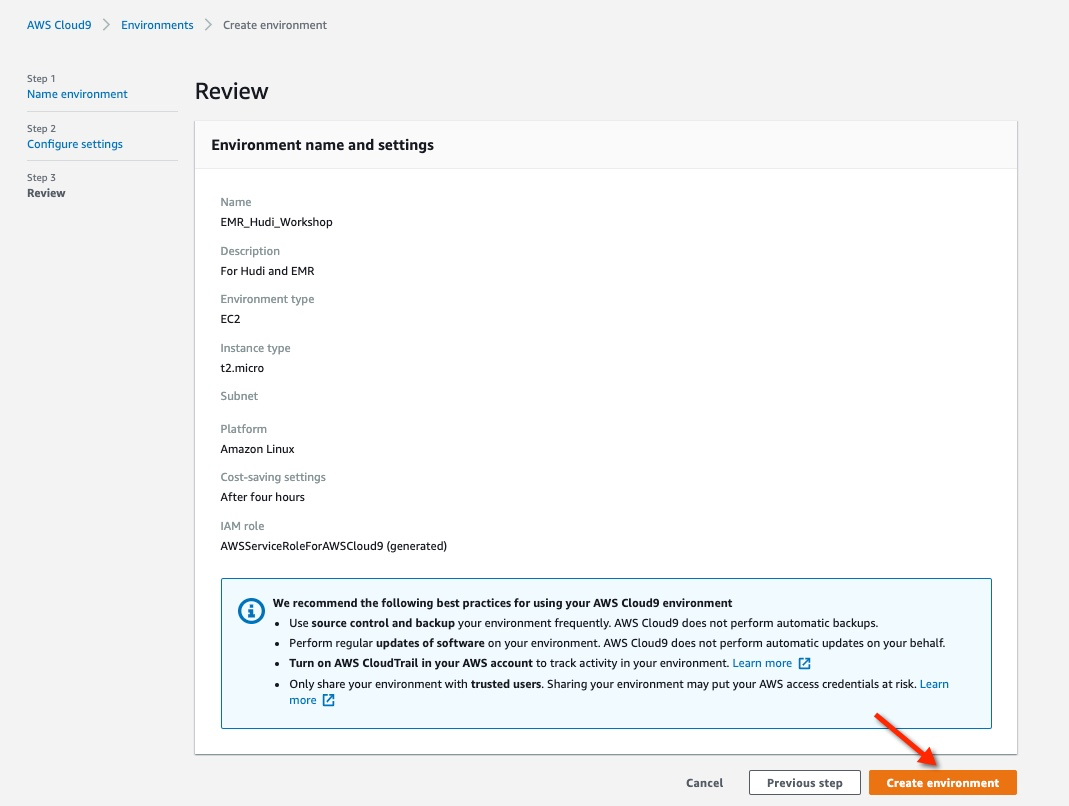 AWS Cloud9 > Environments > Create environment
Step 1
Name environment
Step 2
Configure settings
Step 3
Review
Review
Environment name and settings
Name
EMR_Hudi_Workshop
Description
For Hudi and EMR
Environment type
EC2
Instance type
t2.micro
Subnet
Platform
Amazon Linux
Cost-saving settings
After four hours
IAM role
AWSServiceRoleForAWSCloud9 (generated)
We recommend the following best practices for using your AWS Cloud9 environment
• Use source control and backup your environment frequently. AWS Cloud9 does not perform automatic backups.
• Perform regular updates of software on your environment. AWS Cloud9 does not perform automatic updates on your behalf.
• Turn on AWS CloudTrail in your AWS account to track activity in your environment. Learn more
• Only share your environment with trusted users. Sharing your environment may put your AWS access credentials at risk. Learn
more
Cancel
Previous step
Create environment